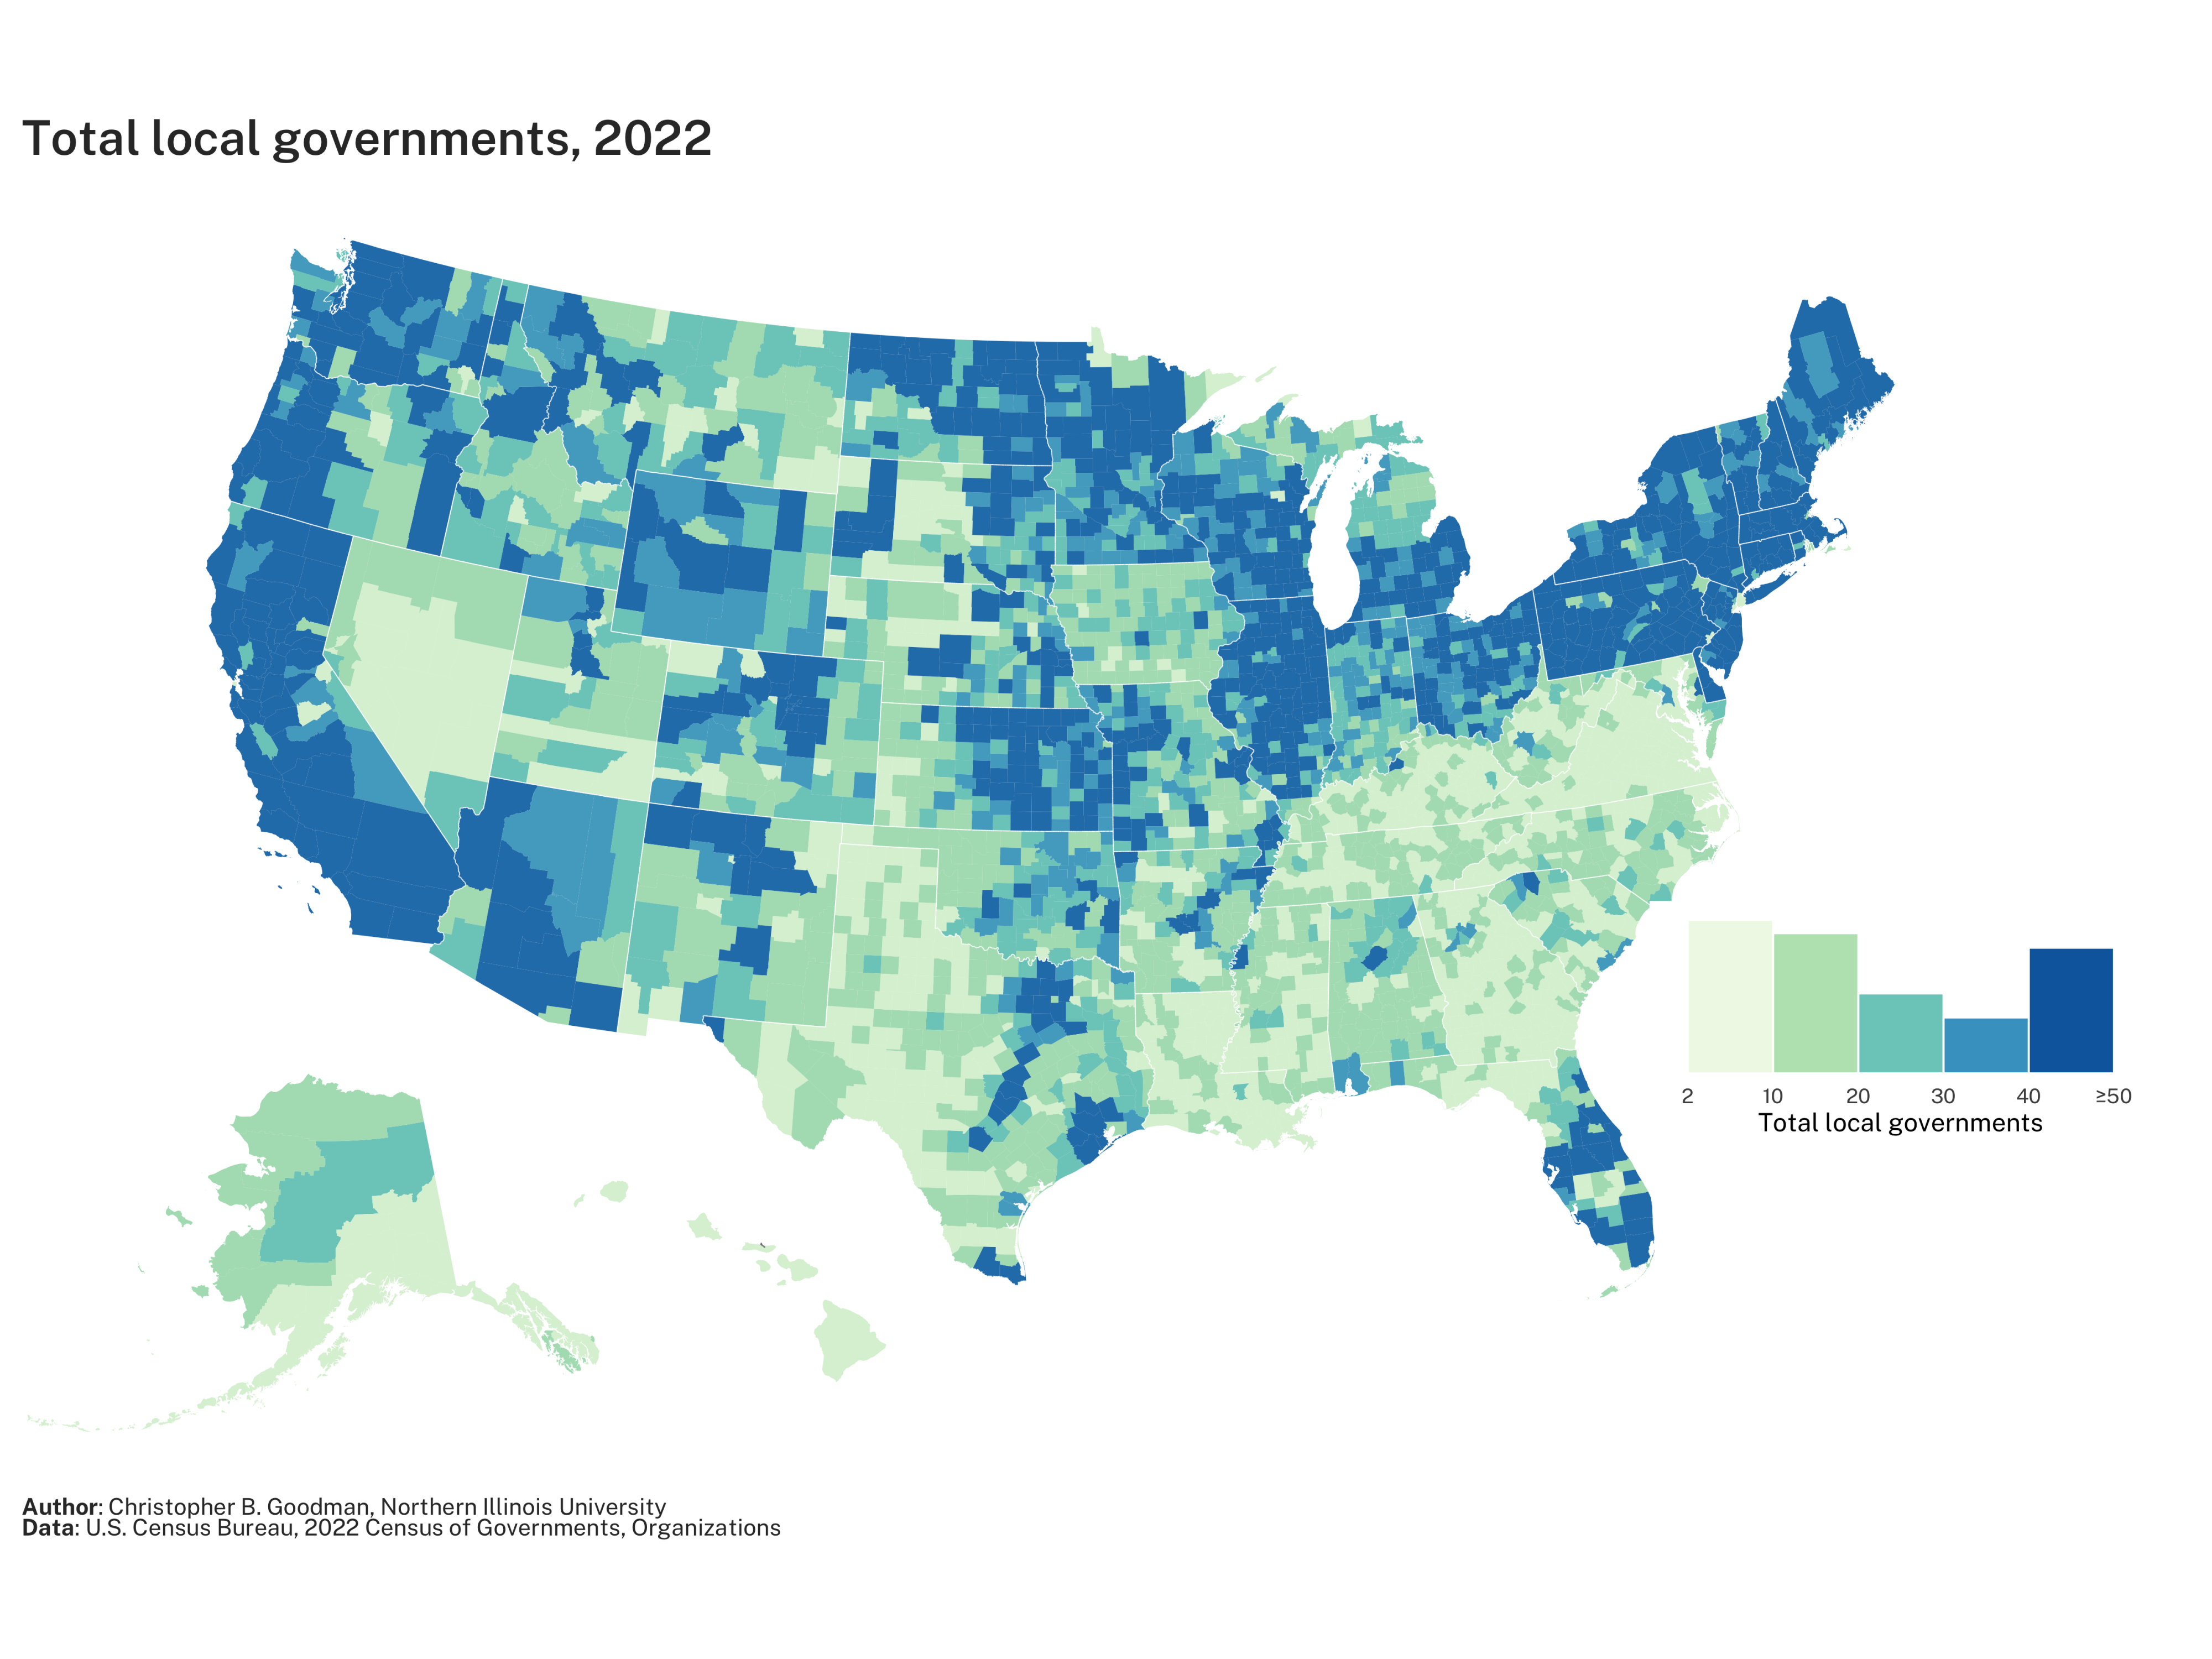 Total local governments, 2022
2 10 20 30 40 ≥50
Total local governments
Author: Christopher B. Goodman, Northern Illinois University
Data: U.S. Census Bureau, 2022 Census of Governments, Organizations